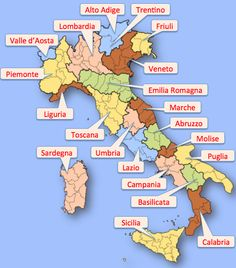 Alto Adige
Trentino
Lombardia
Friuli
Valle d'Aosta
Piemonte
Veneto
Emilia Romagna
Liguria
Marche
Toscana
Abruzzo
Molise
Sardegna
Umbria
Puglia
Lazio
Campania
Basilicata
Sicilia
Calabria